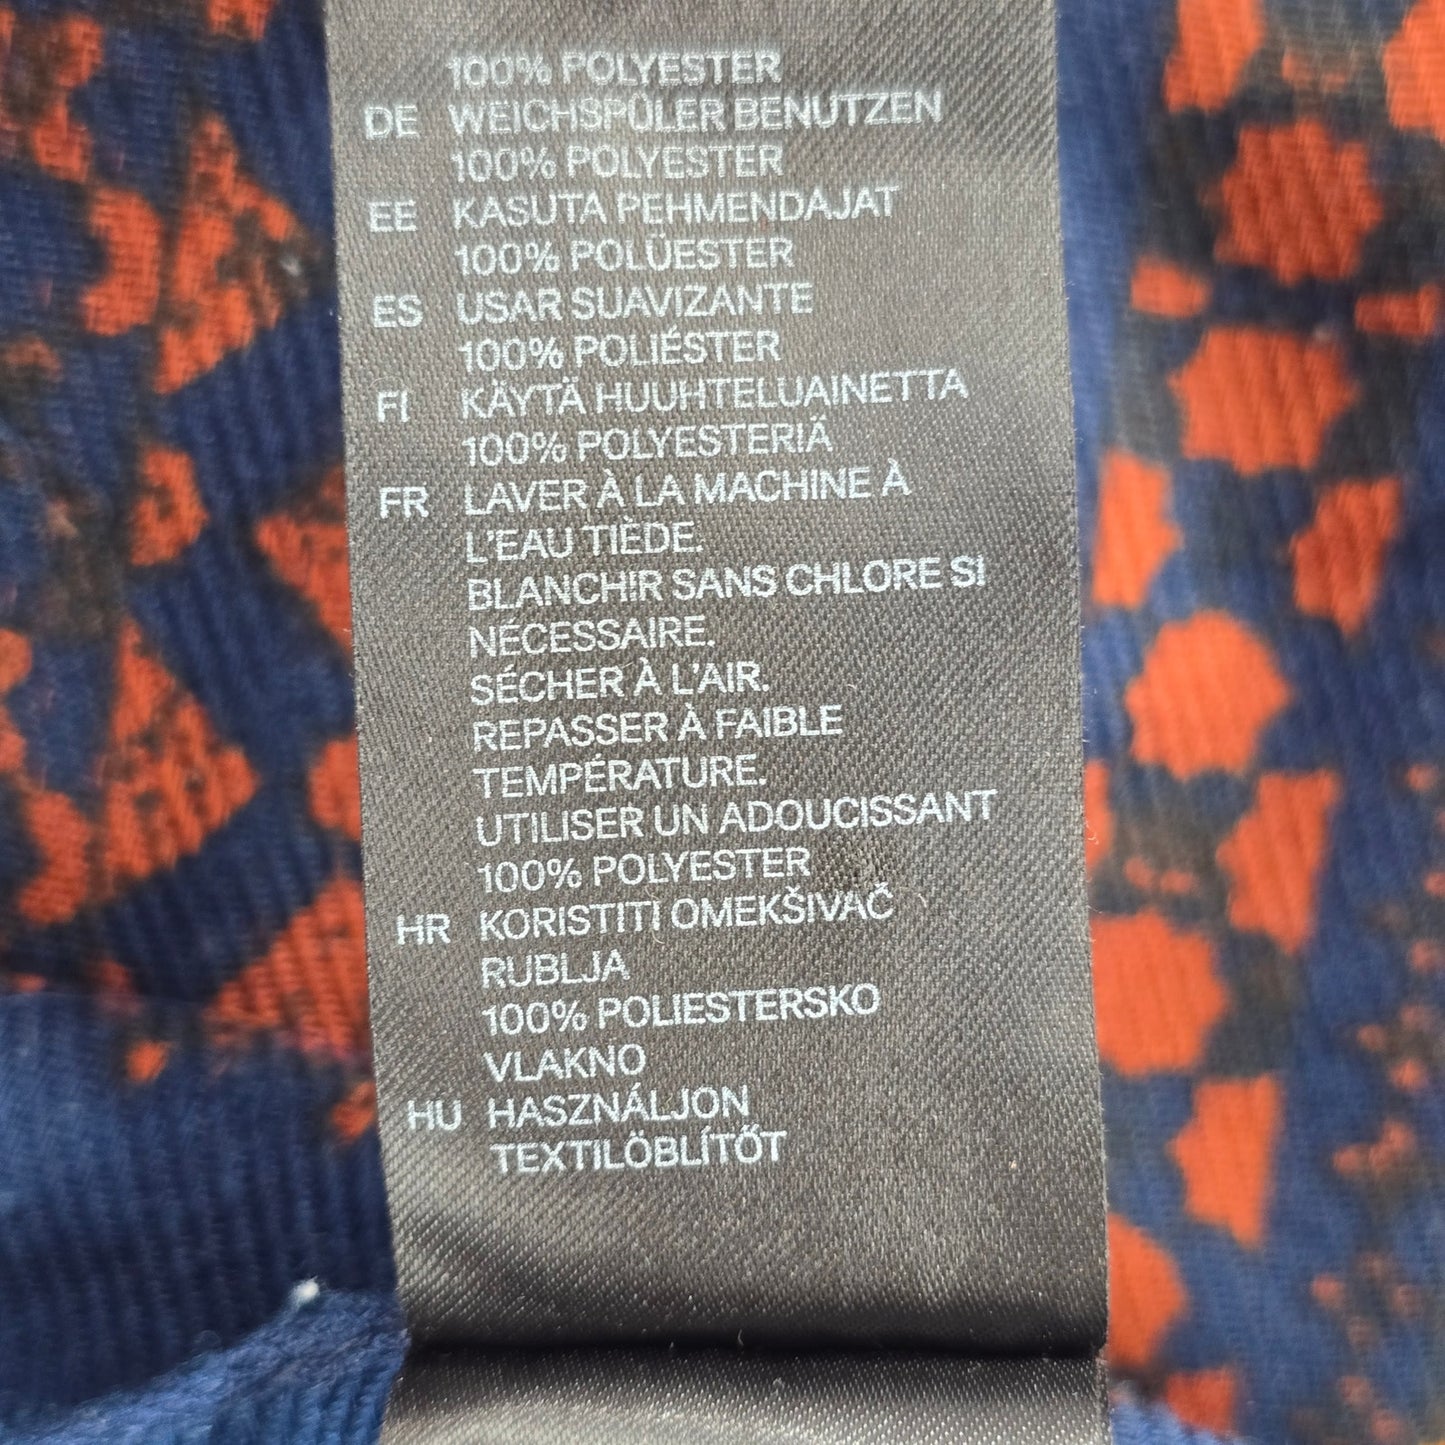 100% POLYESTER
DE WEICHSPÜLER BENUTZEN
100% POLYESTER
EE KASUTA PEHMENDAJAT
100% POLÜESTER
ES USAR SUAVIZANTE
100% POLIÉSTER
FI KÄYTÄ HUUHTELUAINETTA
100% POLYESTERIÄ
FR LAVER À LA MACHINE À
L'EAU TIÈDE.
BLANCHIR SANS CHLORE SI
NÉCESSAIRE.
SÉCHER À L'AIR.
REPASSER À FAIBLE
TEMPÉRATURE.
UTILISER UN ADOUCISSANT
100% POLYESTER
HR KORISTITI OMEKŠIVAČ
RUBLJA
100% POLIESTERSKO
VLAKNO
HU HASZNÁLJON
TEXTILÖBLÍTŐT